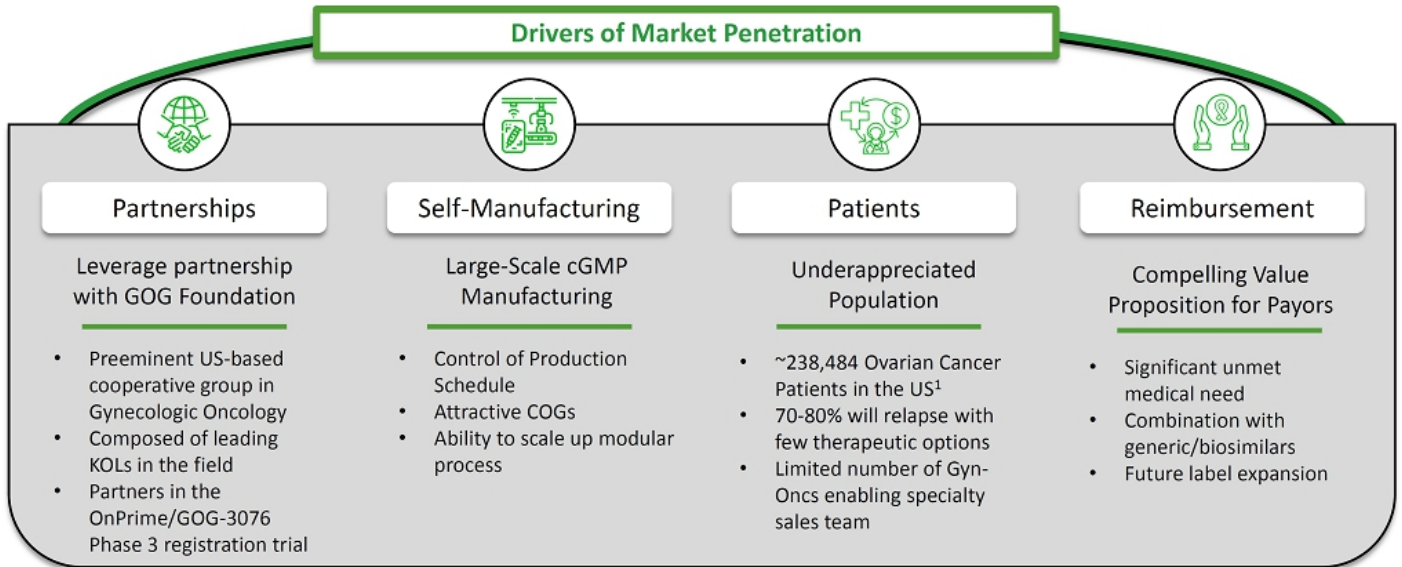 Drivers of Market Penetration
Partnerships
Leverage partnership
with GOG Foundation
• Preeminent US-based
cooperative group in
Gynecologic Oncology
• Composed of leading
KOLs in the field
• Partners in the
OnPrime/GOG-3076
Phase 3 registration trial
Self-Manufacturing
Large-Scale cGMP
Manufacturing
• Control of Production
Schedule
• Attractive COGs
• Ability to scale up modular
process
Patients
Underappreciated
Population
• ~238,484 Ovarian Cancer
Patients in the US¹
• 70-80% will relapse with
few therapeutic options
• Limited number of Gyn-
Oncs enabling specialty
sales team
Reimbursement
Compelling Value
Proposition for Payors
• Significant unmet
medical need
• Combination with
generic/biosimilars
• Future label expansion